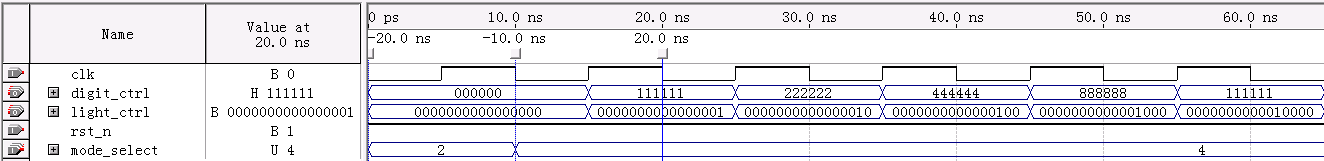 Name
Value at
20.0 ns
0 ps
10.0 ns
20.0 ns
30.0 ns
40.0 ns
50.0 ns
60.0 ns
-20.0 ns
-10.0 ns
20.0 ns
clk
B 0
digit_ctrl
H 111111
000000
111111
222222
444444
888888
111111
light_ctrl
B 0000000000000001
0000000000000000
0000000000000001
0000000000000010
0000000000000100
0000000000001000
0000000000010000
rst_n
B 1
mode_select
U 4
2
4